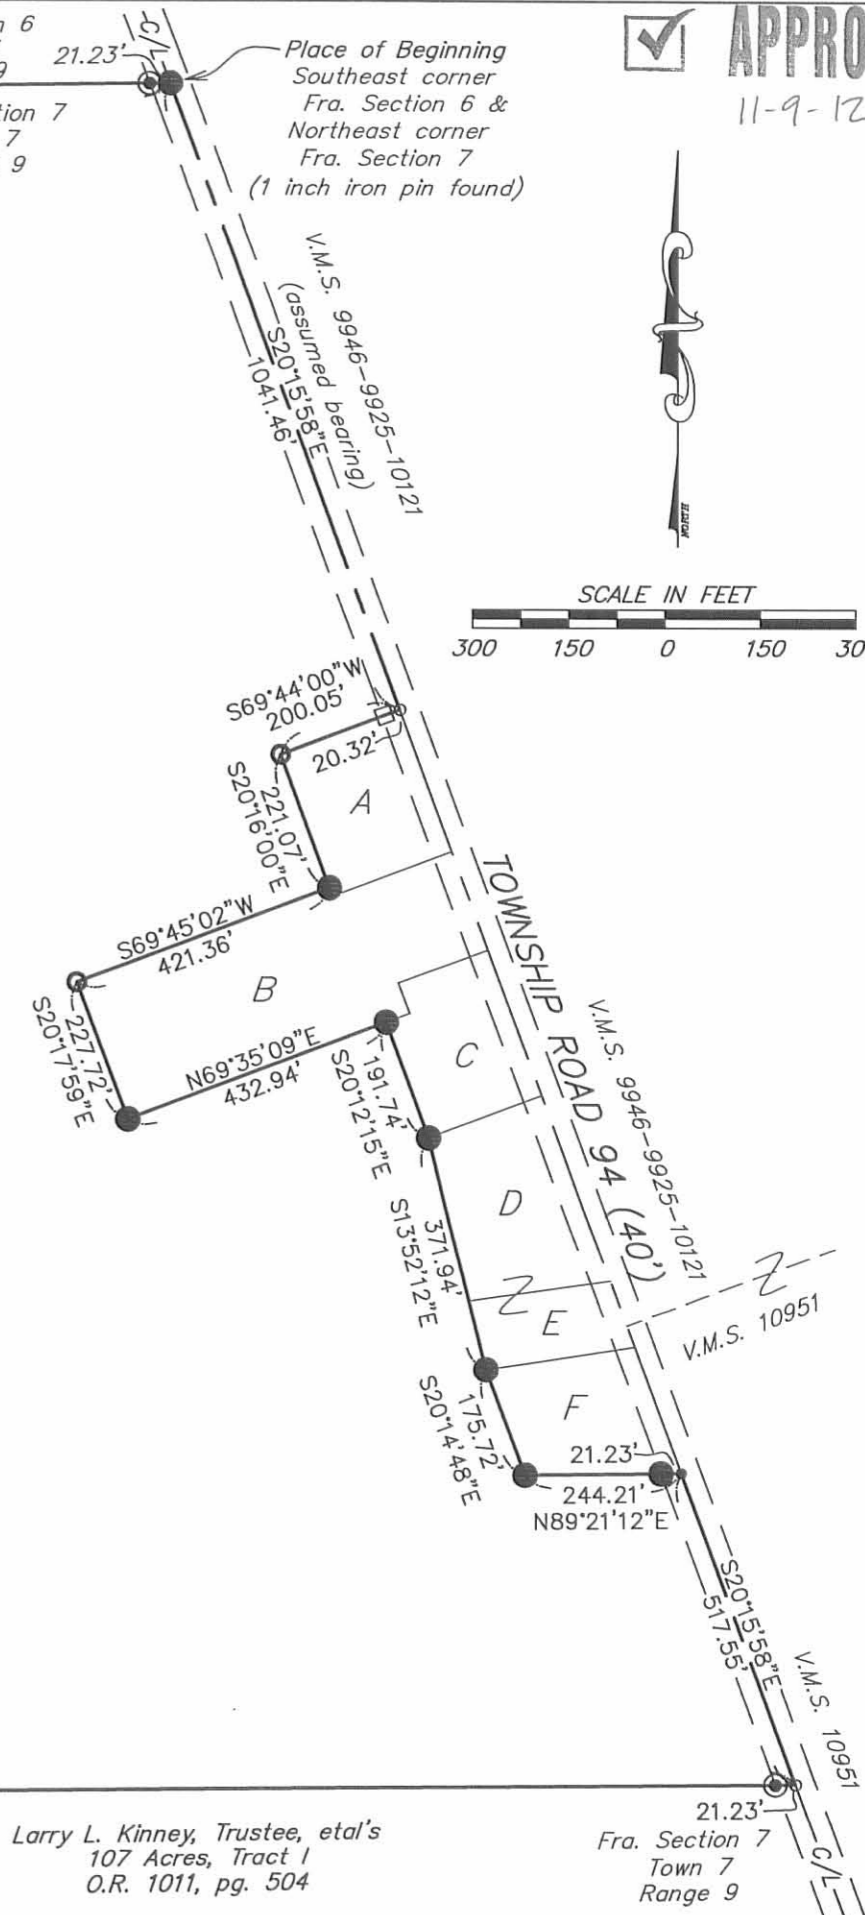 n 6
21.23'
9
tion 7
7
9
C/L
Place of Beginning
Southeast corner
Fra. Section 6 &
Northeast corner
Fra. Section 7
(1 inch iron pin found)
APPRO
11-9-12
V.M.S. 9946-9925-10121
(assumed bearing)
S20°15'58"E
1041.46'
NORTH
SCALE IN FEET
300 150 0 150 30
S69°44'00"W
200.05'
20.32'
221.07'
S20°16'00"E
A
S69°45'02"W
421.36'
B
227.72'
S20°17'59"E
N69°35'09"E
432.94'
191.74'
S20°12'15"E
C
TOWNSHIP ROAD 94 (40')
V.M.S. 9946-9925-10121
D
371.94'
S13°52'12"E
E
V.M.S. 10951
F
175.72'
S20°14'48"E
21.23'
244.21'
N89°21'12"E
S20°15'58"E
517.55'
V.M.S. 10951
21.23'
C/L
Larry L. Kinney, Trustee, etal's
107 Acres, Tract I
O.R. 1011, pg. 504
Fra. Section 7
Town 7
Range 9